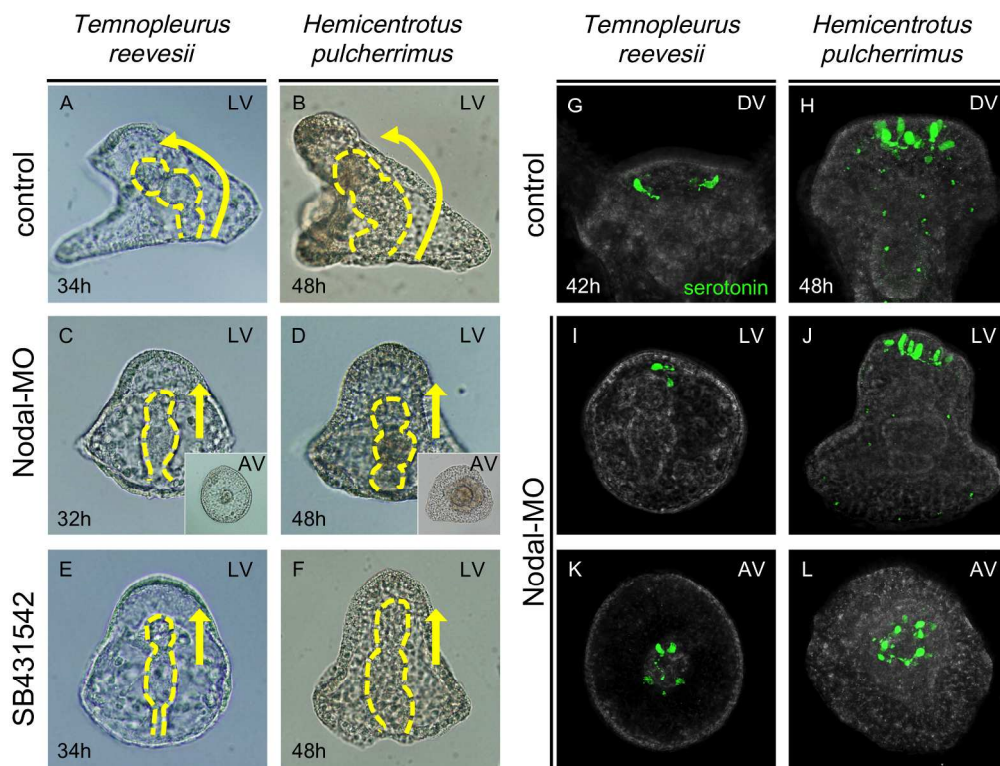 Temnopleurus reevesii
Hemicentrotus pulcherrimus
Temnopleurus reevesii
Hemicentrotus pulcherrimus
control
A LV
34h
B LV
48h
control
G DV
42h serotonin
H DV
48h
Nodal-MO
C LV
AV
32h
D LV
AV
48h
Nodal-MO
I LV
J LV
SB431542
E LV
34h
F LV
48h
K AV
L AV